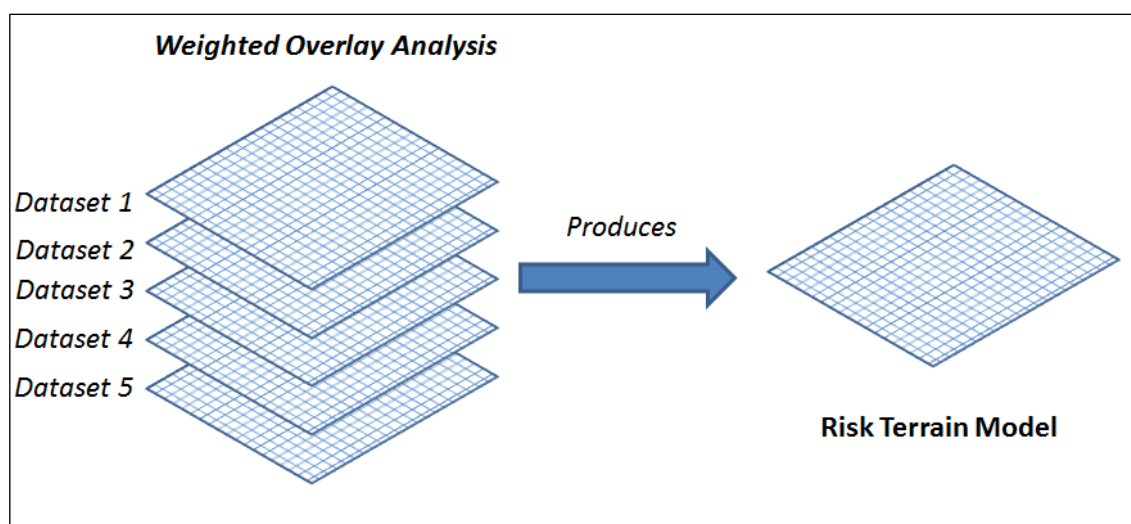 Weighted Overlay Analysis
Dataset 1
Dataset 2
Dataset 3
Dataset 4
Dataset 5
Produces
Risk Terrain Model